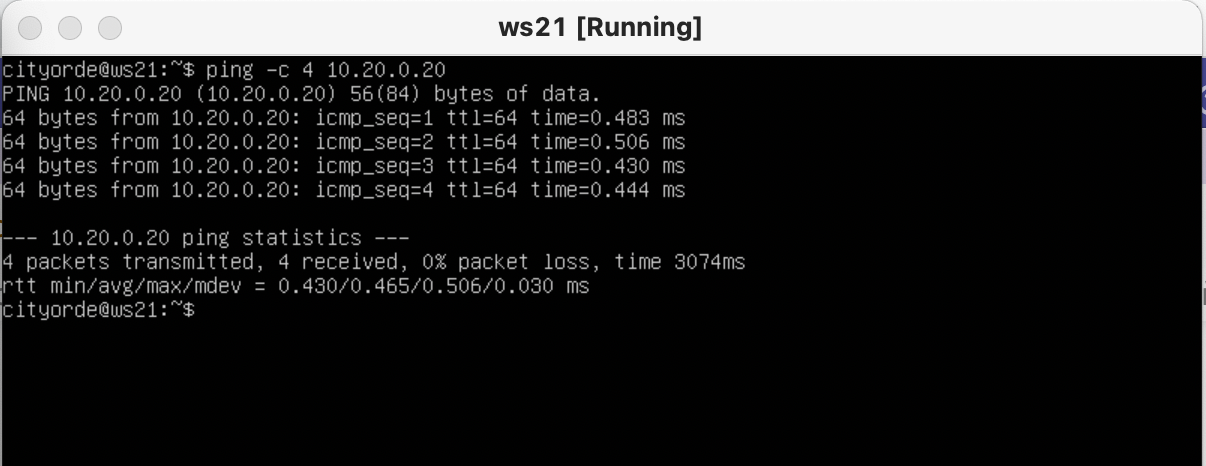 ws21 [Running]
cityorde@ws21:~$ ping -c 4 10.20.0.20
PING 10.20.0.20 (10.20.0.20) 56(84) bytes of data.
64 bytes from 10.20.0.20: icmp_seq=1 ttl=64 time=0.483 ms
64 bytes from 10.20.0.20: icmp_seq=2 ttl=64 time=0.506 ms
64 bytes from 10.20.0.20: icmp_seq=3 ttl=64 time=0.430 ms
64 bytes from 10.20.0.20: icmp_seq=4 ttl=64 time=0.444 ms
--- 10.20.0.20 ping statistics ---
4 packets transmitted, 4 received, 0% packet loss, time 3074ms
rtt min/avg/max/mdev = 0.430/0.465/0.506/0.030 ms
cityorde@ws21:~$